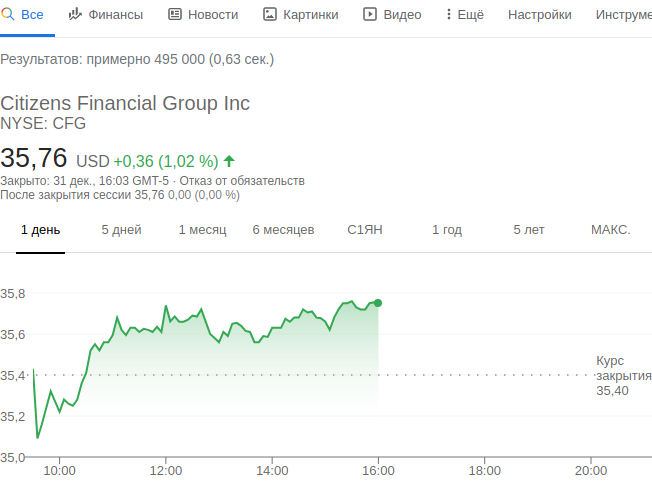 Все Финансы Новости Картинки Видео Ещё Настройки Инструме
Результатов: примерно 495 000 (0,63 сек.)
Citizens Financial Group Inc
NYSE: CFG
35,76 USD +0,36 (1,02 %)
Закрыто: 31 дек., 16:03 GMT-5 · Отказ от обязательств
После закрытия сессии 35,76 0,00 (0,00 %)
1 день 5 дней 1 месяц 6 месяцев С1ЯН 1 год 5 лет МАКС.
35,8
35,6
Курс
35,4 закрытия
35,40
35,2
35,0
10:00 12:00 14:00 16:00 18:00 20:00